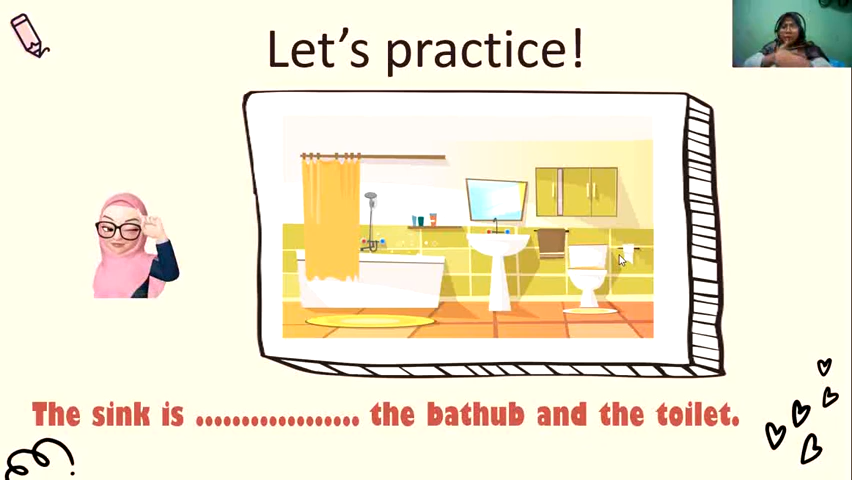 Let's practice!
The sink is .................. the bathub and the toilet.